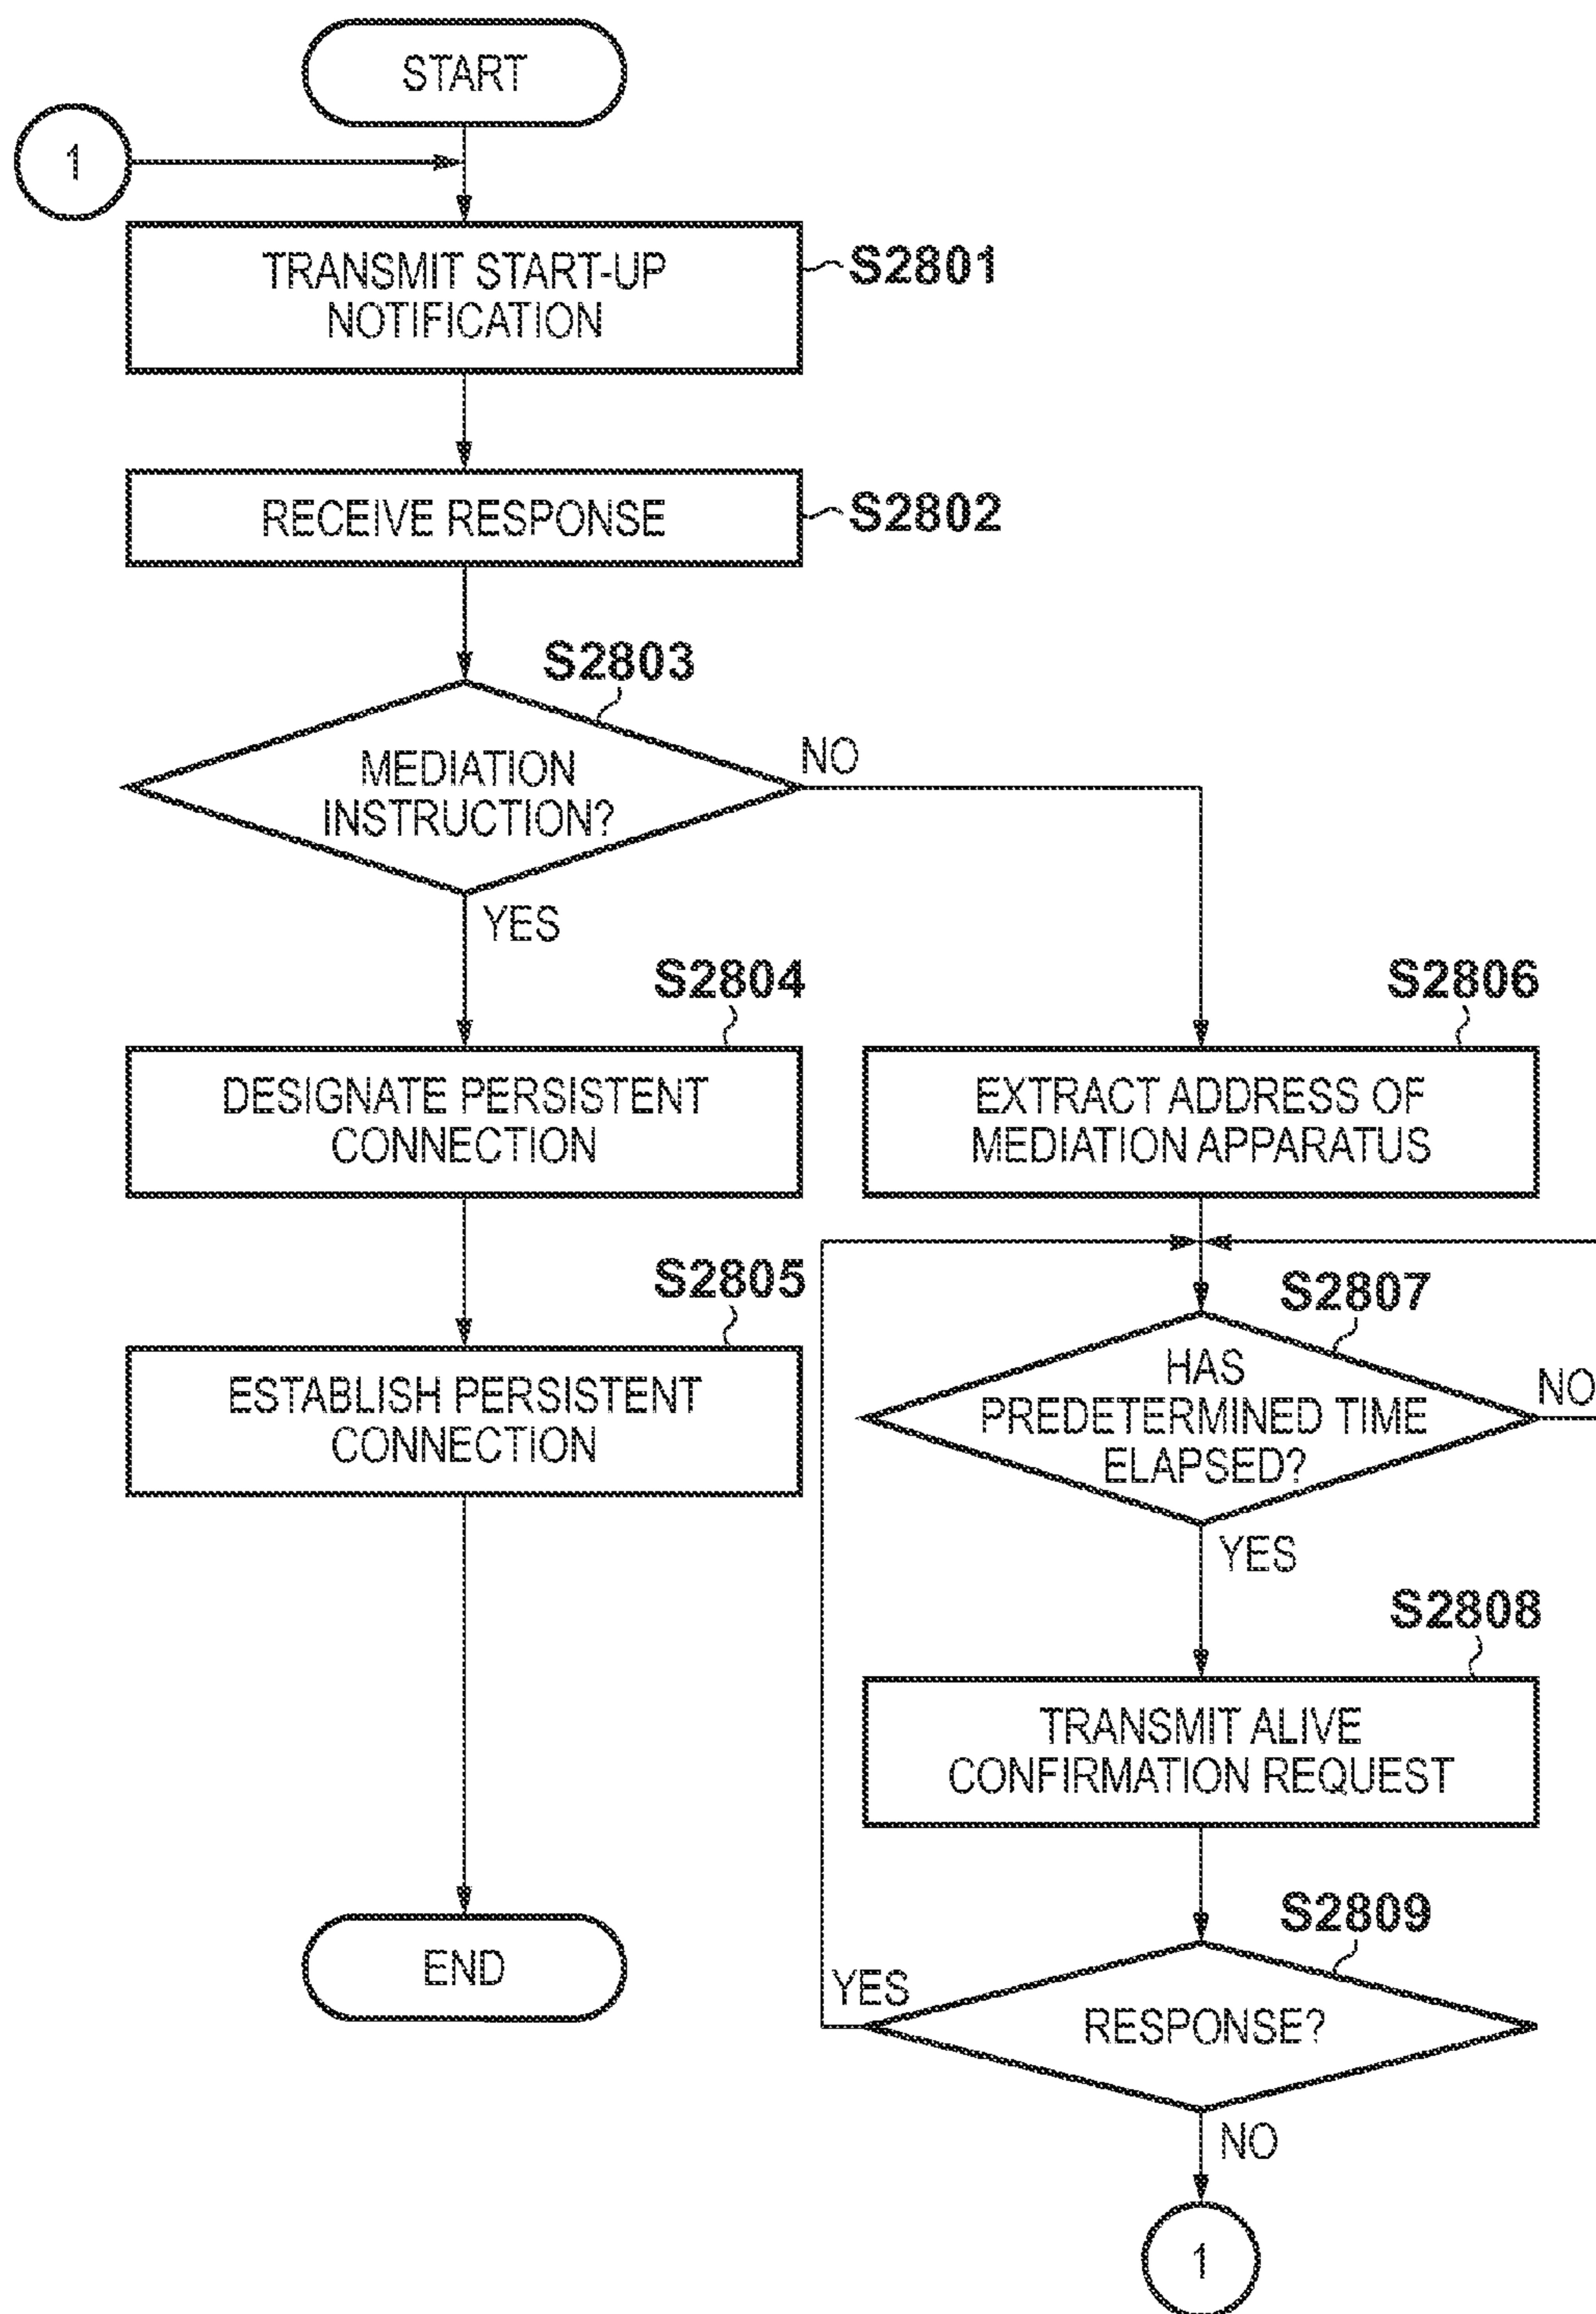 START
1
TRANSMIT START-UP
NOTIFICATION
S2801
RECEIVE RESPONSE
S2802
S2803
MEDIATION
INSTRUCTION?
NO
YES
S2804
DESIGNATE PERSISTENT
CONNECTION
S2805
ESTABLISH PERSISTENT
CONNECTION
END
S2806
EXTRACT ADDRESS OF
MEDIATION APPARATUS
S2807
HAS
PREDETERMINED TIME
ELAPSED?
NO
YES
S2808
TRANSMIT ALIVE
CONFIRMATION REQUEST
S2809
RESPONSE?
YES
NO
1